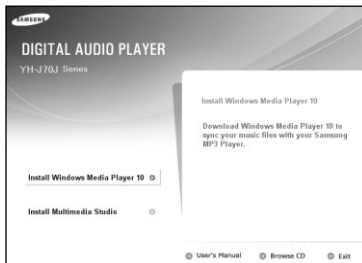 SAMSUNG
DIGITAL AUDIO PLAYER
YH-J70J Series
Install Windows Media Player 10
Download Windows Media Player 10 to
sync your music files with your Samsung
MP3 Player.
Install Windows Media Player 10
Install Multimedia Studio
User's Manual
Browse CD
Exit